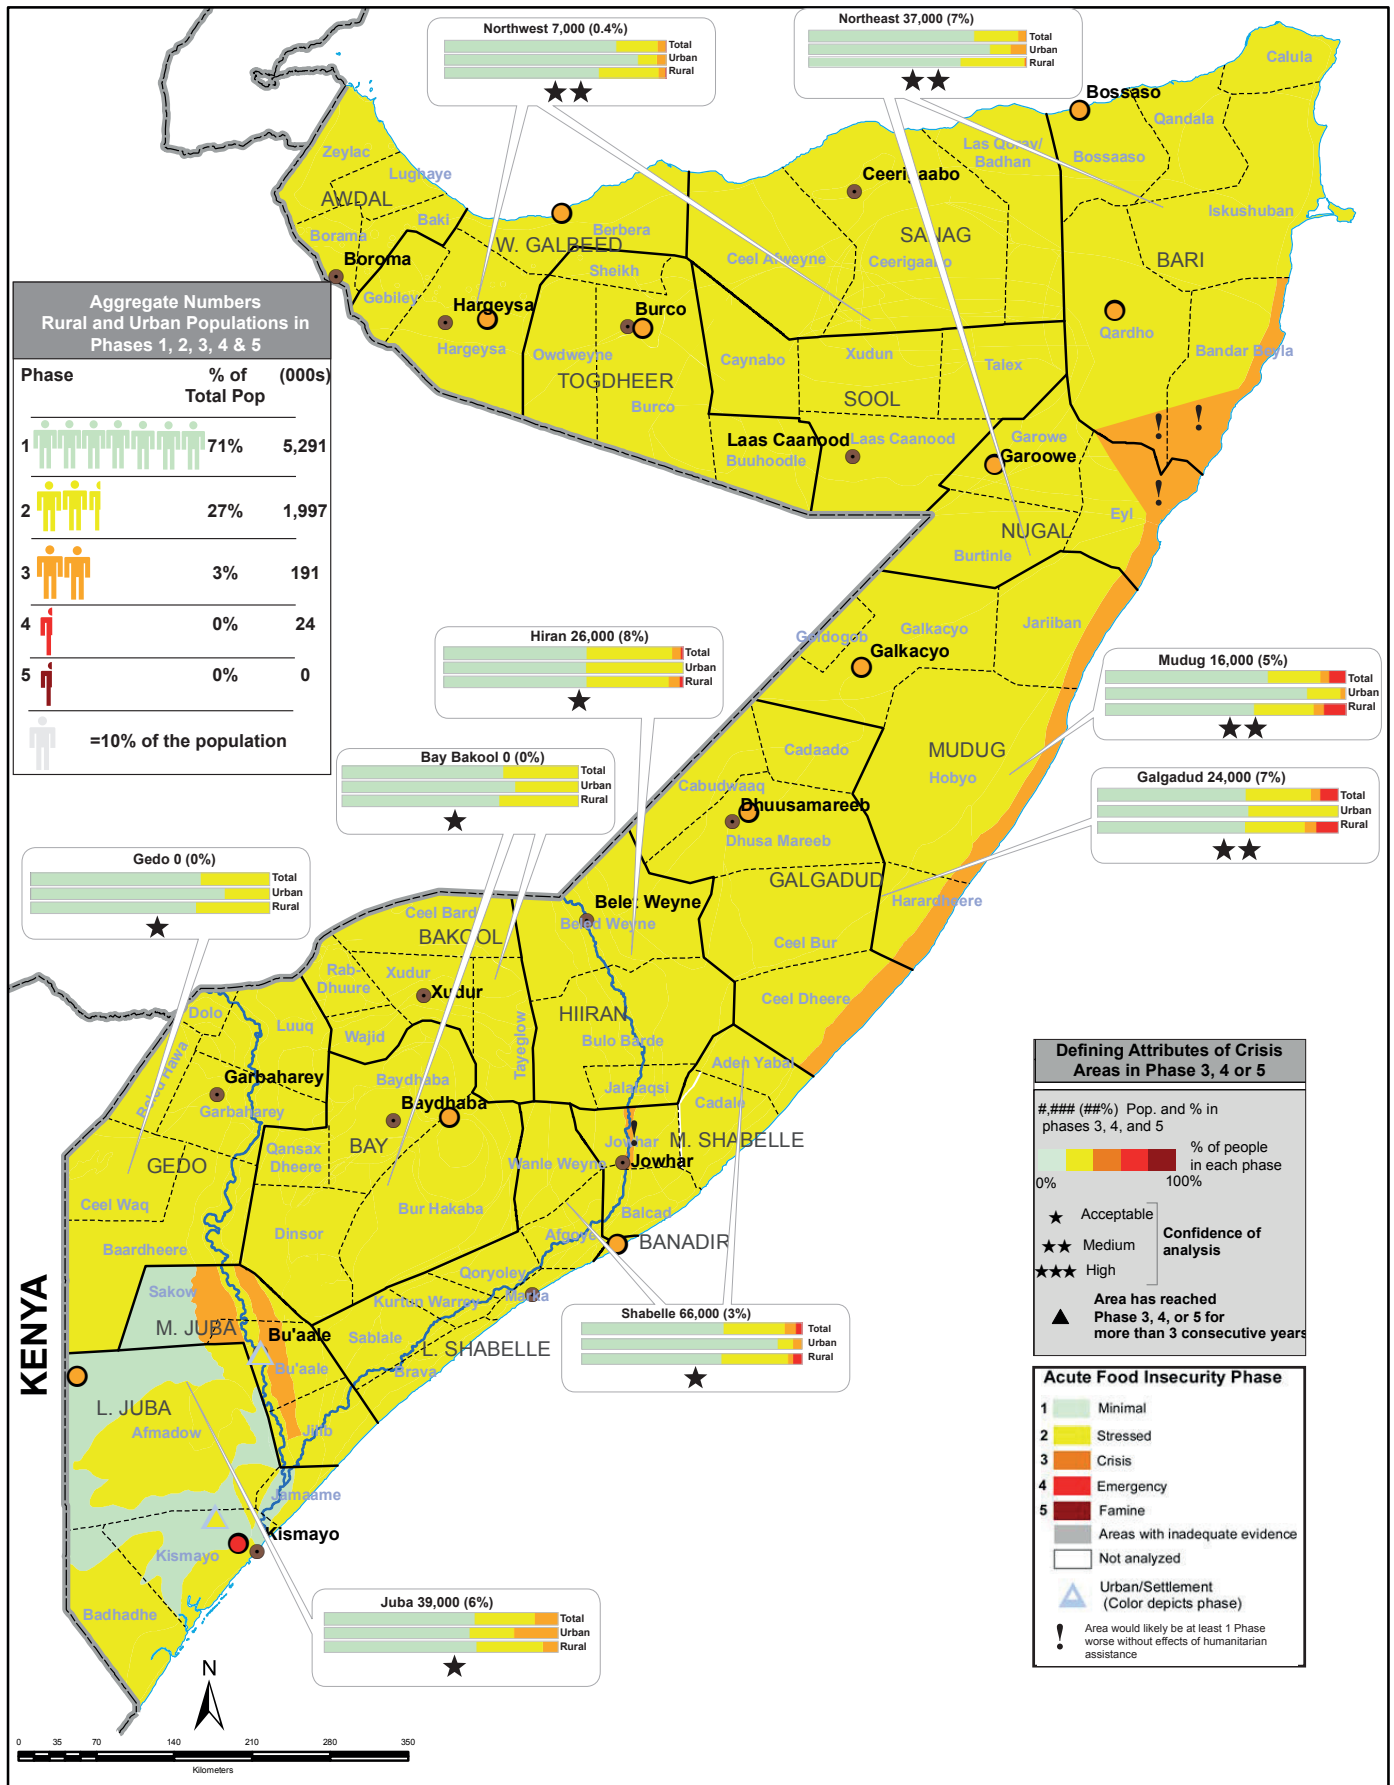 Northwest 7,000 (0.4%)
Total
Urban
Rural
Northeast 37,000 (7%)
Total
Urban
Rural
Calula
Bossaso
Qandala
Bossaaso
Las Qoray/
Badhan
Zeylac
Lughaye
Ceerigaabo
AWDAL
Baki
Iskushuban
Borama
Berbera
W. GALBEED
SANAG
Boroma
Sheikh
Ceel Afweyne
Ceerigaabo
BARI
Gebiley
Hargeysa
Burco
Qardho
Hargeysa
Owdweyne
Caynabo
Xudun
Talex
Bandar Beyla
TOGDHEER
Burco
SOOL
Laas Caanood
Laas Caanood
Buuhoodle
Garowe
Garoowe
Eyl
NUGAL
Burtinle
Aggregate Numbers
Rural and Urban Populations in
Phases 1, 2, 3, 4 & 5
Phase
% of
Total Pop
(000s)
1 71% 5,291
2 27% 1,997
3 3% 191
4 0% 24
5 0% 0
=10% of the population
Hiran 26,000 (8%)
Total
Urban
Rural
Goldogob
Galkacyo
Jariiban
Galkacyo
Mudug 16,000 (5%)
Total
Urban
Rural
Bay Bakool 0 (0%)
Total
Urban
Rural
Cadaado
MUDUG
Hobyo
Cabudwaaq
Dhuusamareeb
Dhusa Mareeb
Galgadud 24,000 (7%)
Total
Urban
Rural
Gedo 0 (0%)
Total
Urban
Rural
GALGADUD
Harardheere
Belet Weyne
Beled Weyne
Ceel Bard
BAKOOL
Ceel Bur
Rab-
Dhuure
Xudur
Xudur
Ceel Dheere
Dolo
Luuq
Wajid
Tayeglow
HIIRAN
Bulo Barde
Beled Hawa
Garbaharey
Garbaharey
Baydhaba
Baydhaba
Jalalaqsi
Aden Yabal
Cadale
GEDO
Qansax
Dheere
BAY
Wanle Weyne
Jowhar
Jowhar
M. SHABELLE
Ceel Waq
Bur Hakaba
Dinsor
Balcad
Afgoye
BANADIR
Baardheere
Qoryoley
Marka
Sakow
Kurtun Warrey
M. JUBA
Bu'aale
Sablale
L. SHABELLE
Bu'aale
Brava
Shabelle 66,000 (3%)
Total
Urban
Rural
KENYA
L. JUBA
Afmadow
Jilib
Jamaame
Kismayo
Kismayo
Badhadhe
Juba 39,000 (6%)
Total
Urban
Rural
N
0 35 70 140 210 280 350
Kilometers
Defining Attributes of Crisis
Areas in Phase 3, 4 or 5
#,### (##%) Pop. and % in
phases 3, 4, and 5
% of people
in each phase
0% 100%
Acceptable
Medium
High
Confidence of
analysis
Area has reached
Phase 3, 4, or 5 for
more than 3 consecutive years
Acute Food Insecurity Phase
1 Minimal
2 Stressed
3 Crisis
4 Emergency
5 Famine
Areas with inadequate evidence
Not analyzed
Urban/Settlement
(Color depicts phase)
! Area would likely be at least 1 Phase
worse without effects of humanitarian
assistance